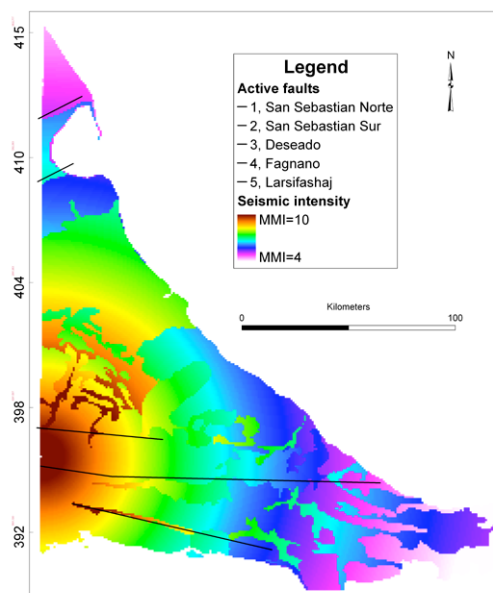 415
410
404
398
392
Legend
Active faults
1, San Sebastian Norte
2, San Sebastian Sur
3, Deseado
4, Fagnano
5, Larsifashaj
Seismic intensity
MMI=10
MMI=4
N
Kilometers
0 100